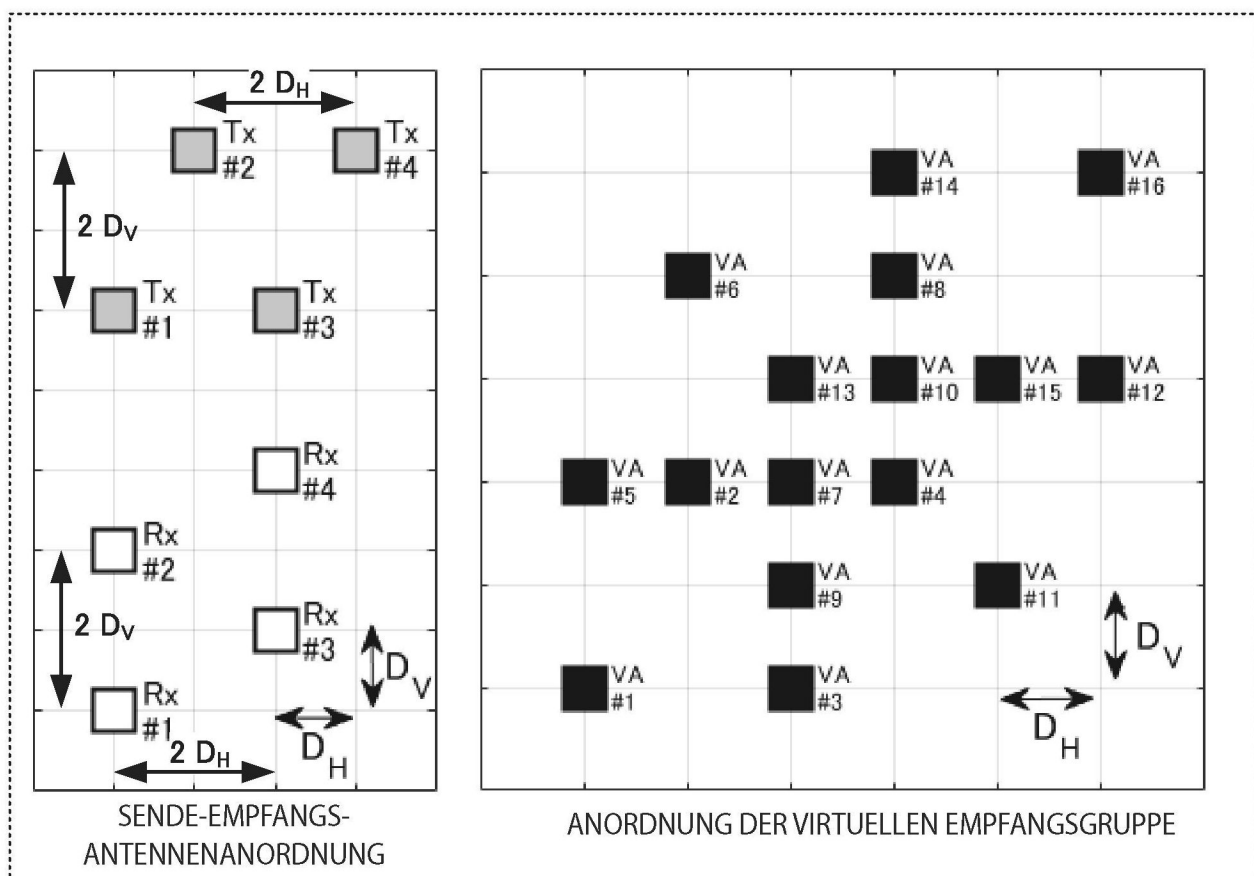 2 D_H
Tx
#2
Tx
#4
2 D_V
Tx
#1
Tx
#3
Rx
#4
Rx
#2
2 D_V
Rx
#3
D_V
Rx
#1
D_H
2 D_H
SENDE-EMPFANGS-
ANTENNENANORDNUNG
VA
#14
VA
#16
VA
#6
VA
#8
VA
#13
VA
#10
VA
#15
VA
#12
VA
#5
VA
#2
VA
#7
VA
#4
VA
#9
VA
#11
D_V
VA
#1
VA
#3
D_H
ANORDNUNG DER VIRTUELLEN EMPFANGSGRUPPE